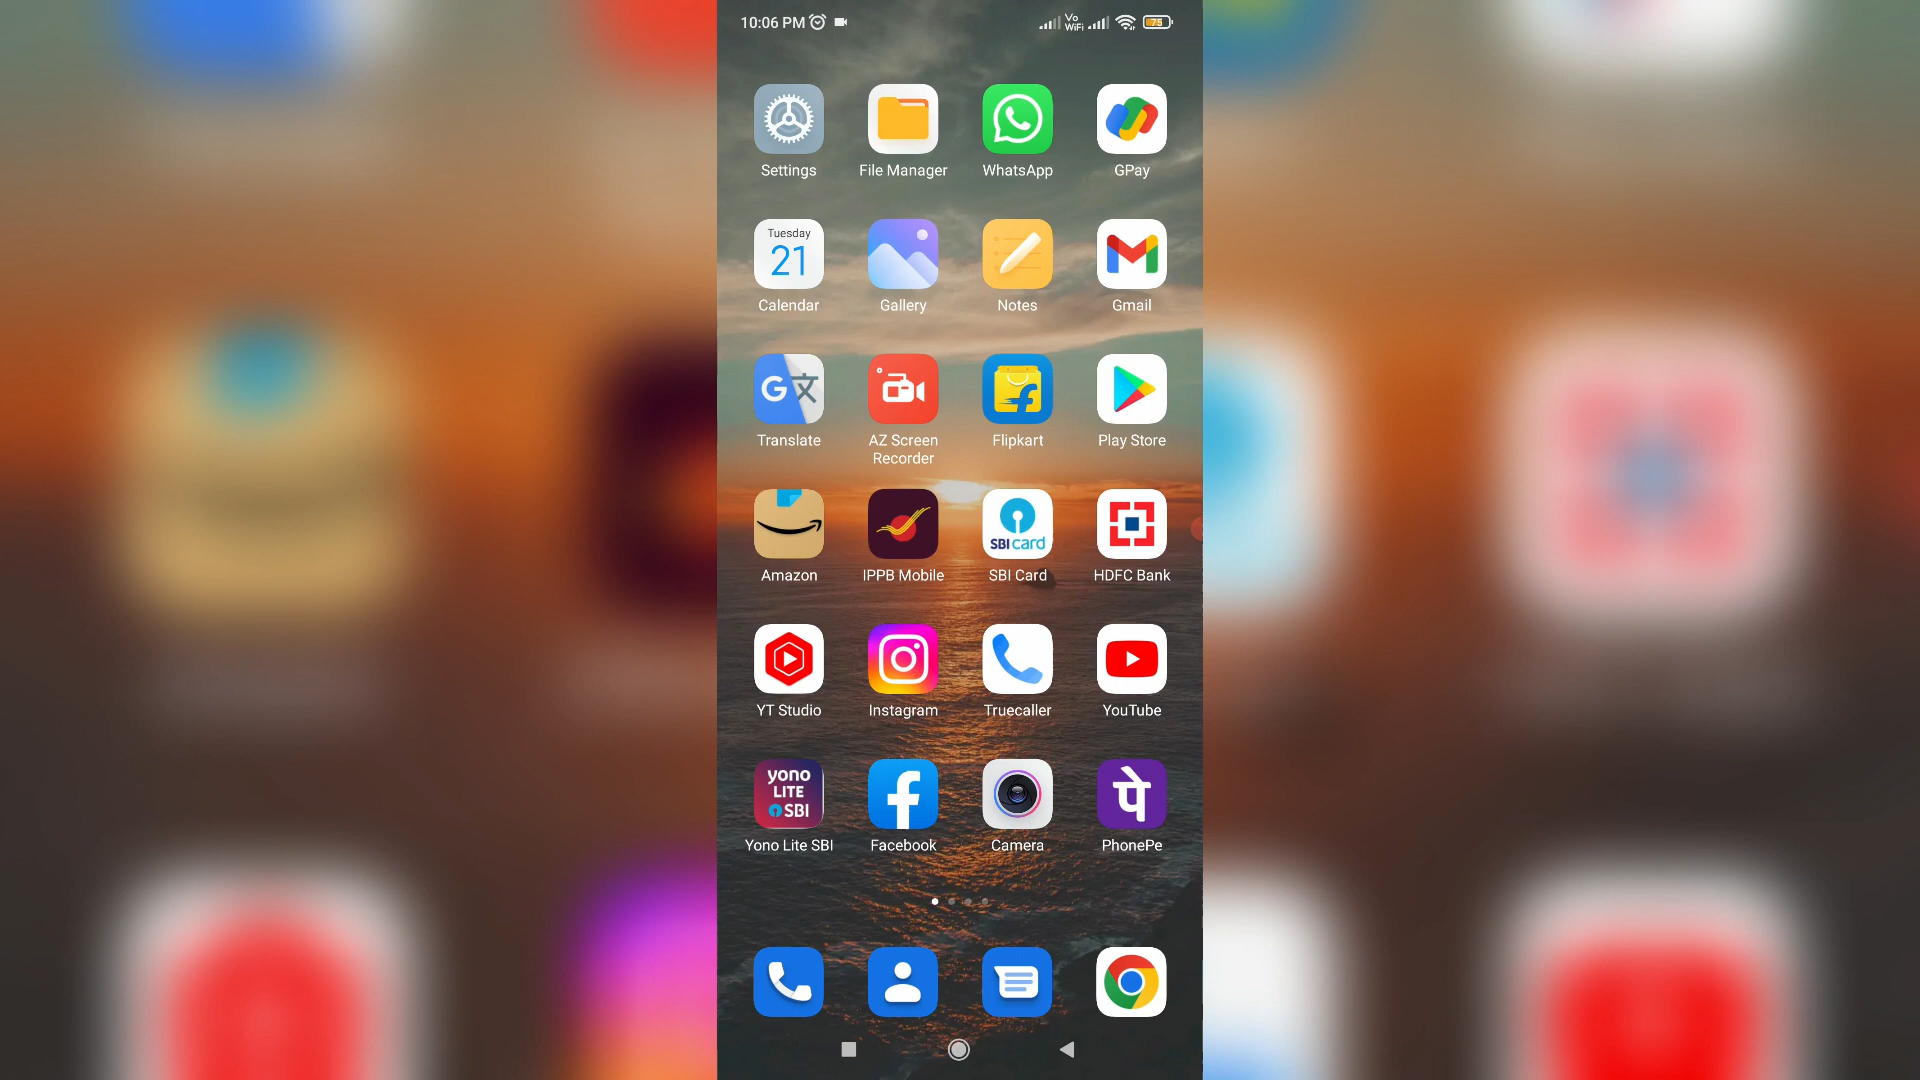 10:06 PM
Vo
WiFi
75
Settings
File Manager
WhatsApp
GPay
Tuesday
21
Calendar
Gallery
Notes
Gmail
G文
Translate
AZ Screen
Recorder
Flipkart
Play Store
SBI card
Amazon
IPPB Mobile
SBI Card
HDFC Bank
YT Studio
Instagram
Truecaller
YouTube
yono
LITE
SBI
पे
Yono Lite SBI
Facebook
Camera
PhonePe